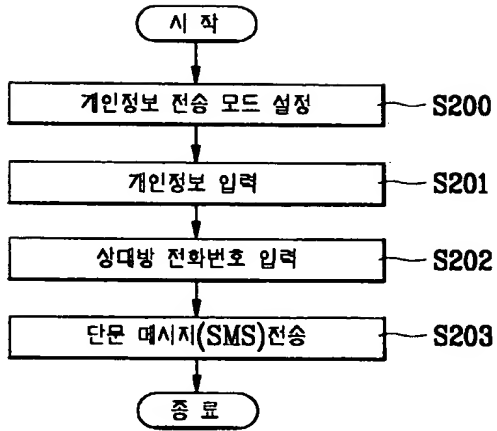 시 작
개인정보 전송 모드 설정 S200
개인정보 입력 S201
상대방 전화번호 입력 S202
단문 메시지(SMS)전송 S203
종 료